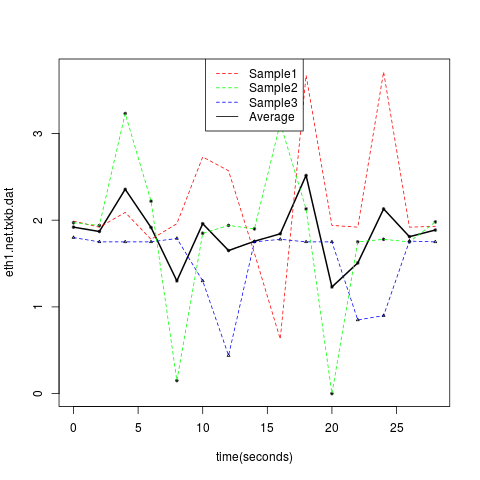 Sample1
Sample2
Sample3
Average
eth1.net.txkb.dat
3
2
1
0
0 5 10 15 20 25
time(seconds)